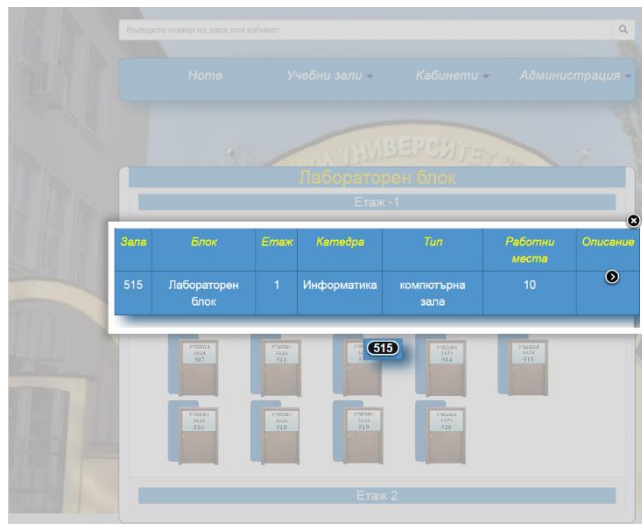 Въведете номер на зала или кабинет
Home Учебни зали Кабинети Администрация
УНИВЕРСИТЕТ
Лабораторен блок
Етаж -1
Зала Блок Етаж Катедра Тип Работни места Описание
515 Лабораторен блок 1 Информатика компютърна зала 10
515
Етаж 2